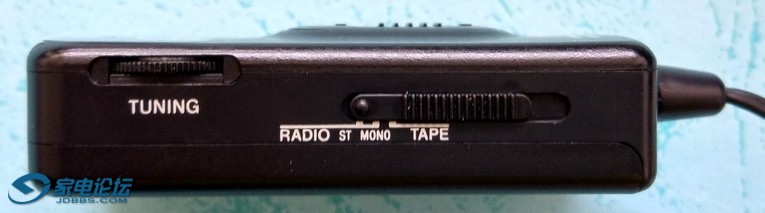 TUNING
RADIO ST MONO TAPE
家电论坛
JDBBS.COM